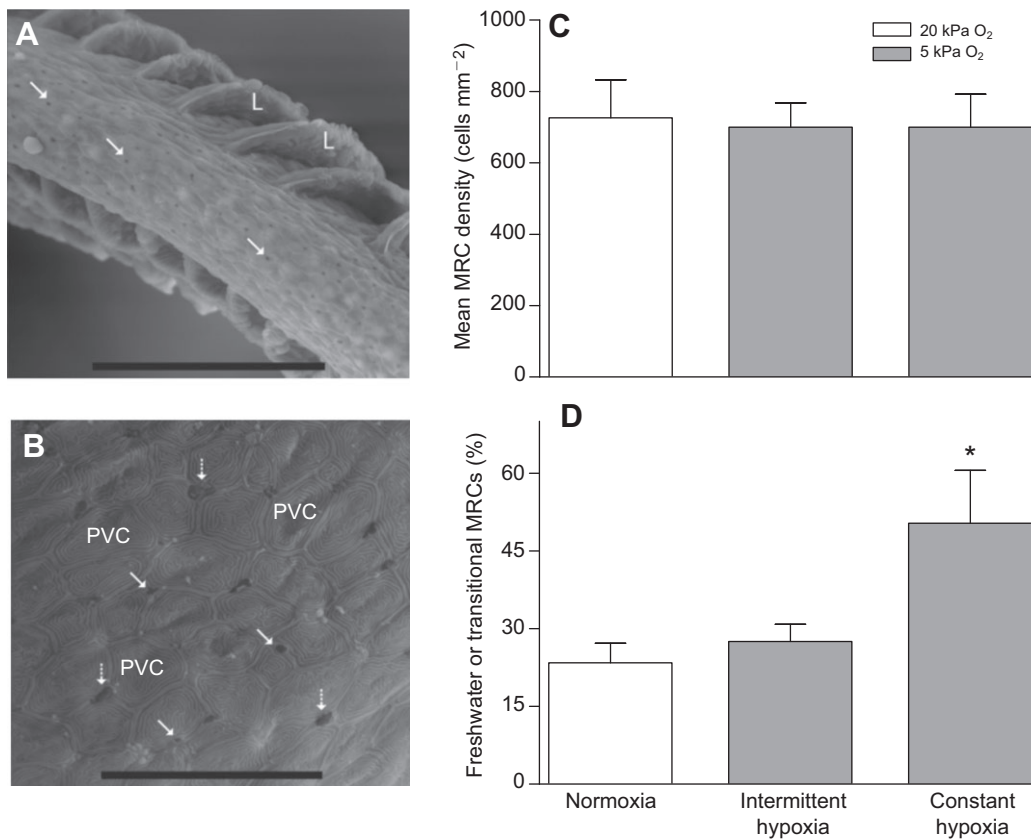 A
L
L
B
PVC
PVC
PVC
C
20 kPa O₂
5 kPa O₂
Mean MRC density (cells mm⁻²)
1000
800
600
400
200
0
D
*
Freshwater or transitional MRCs (%)
60
45
30
15
0
Normoxia
Intermittent
hypoxia
Constant
hypoxia